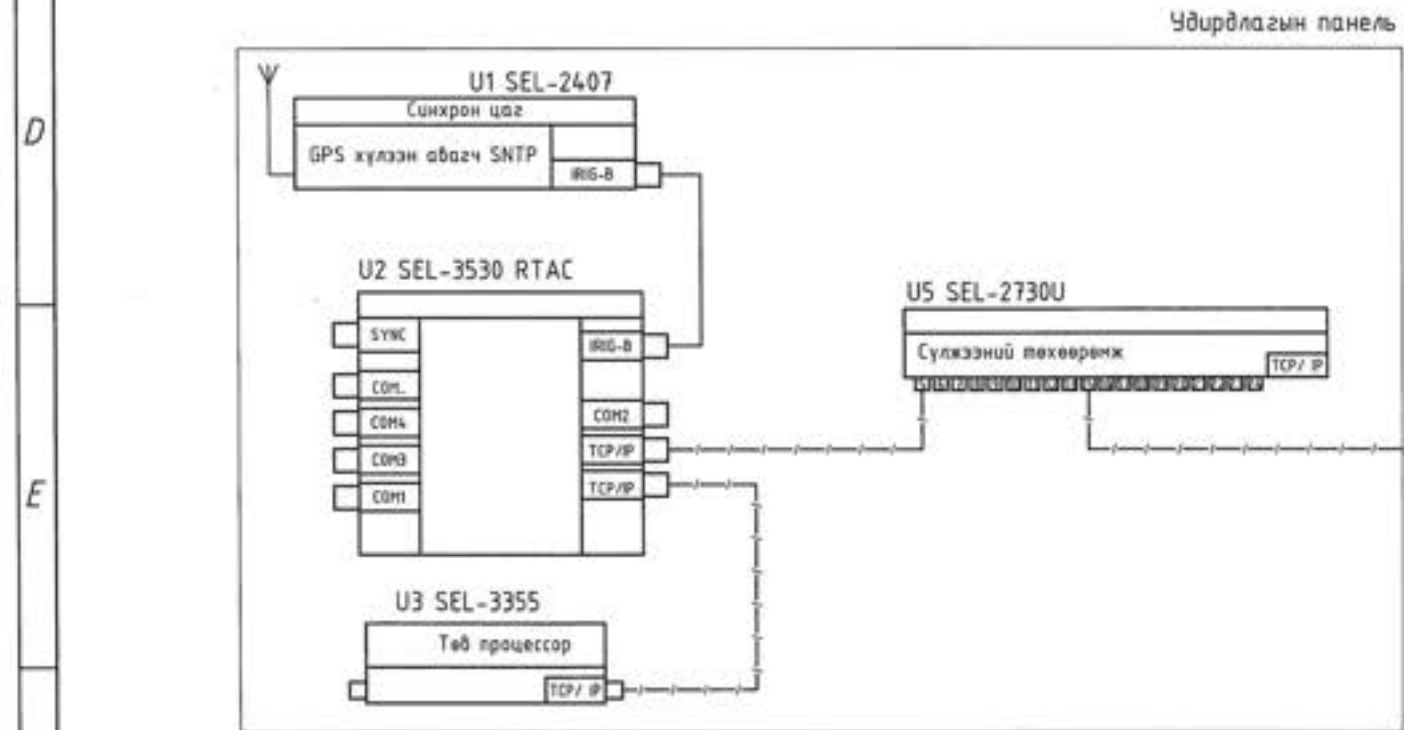 Удирдлагын панель
D
U1 SEL-2407
Синхрон цаг
GPS хүлээн авагч SNTP
IRIG-B
U2 SEL-3530 RTAC
SYNC
IRIG-B
COM..
COM4
COM2
COM3
TCP/IP
COM1
TCP/IP
U5 SEL-2730U
Сүлжээний төхөөрөмж
TCP/ IP
E
U3 SEL-3355
Төв процессор
TCP/ IP